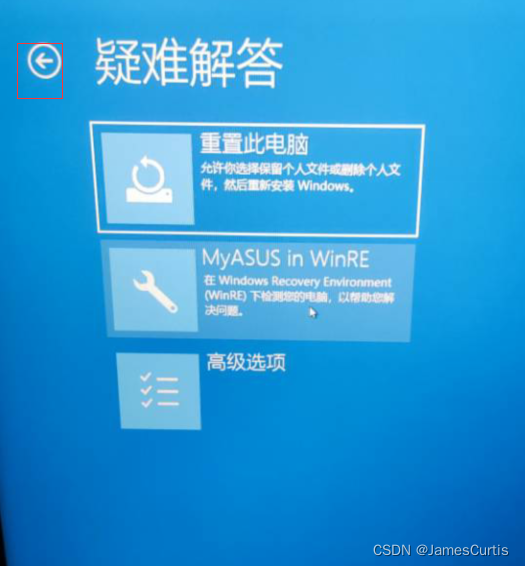 疑难解答
重置此电脑
允许你选择保留个人文件或删除个人文
件，然后重新安装 Windows。
MyASUS in WinRE
在 Windows Recovery Environment
(WinRE) 下检测您的电脑，以帮助您解
决问题。
高级选项
CSDN @JamesCurtis